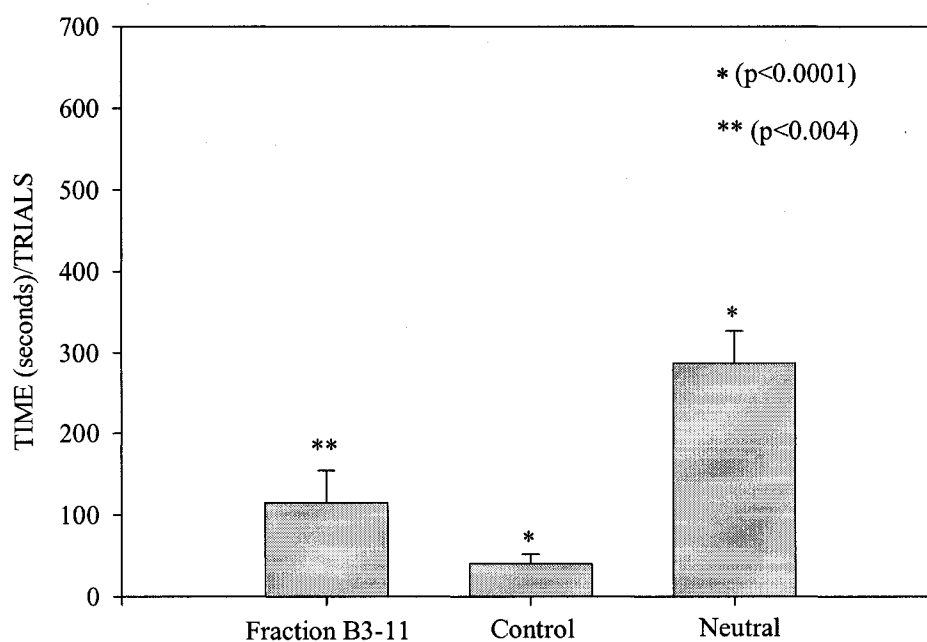 700
* (p<0.0001)
600
** (p<0.004)
500
400
*
300
200
**
100
*
0
TIME (seconds)/TRIALS
Fraction B3-11 Control Neutral